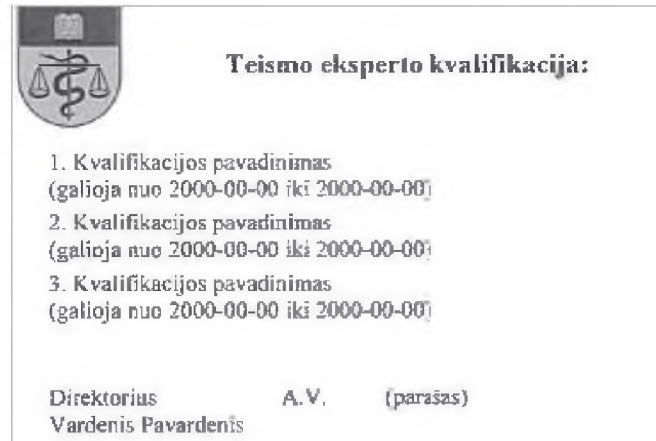 Teismo eksperto kvalifikacija:
1. Kvalifikacijos pavadinimas
(galioja nuo 2000-00-00 iki 2000-00-00)
2. Kvalifikacijos pavadinimas
(galioja nuo 2000-00-00 iki 2000-00-00)
3. Kvalifikacijos pavadinimas
(galioja nuo 2000-00-00 iki 2000-00-00)
Direktorius A.V. (parašas)
Vardenis Pavardenis